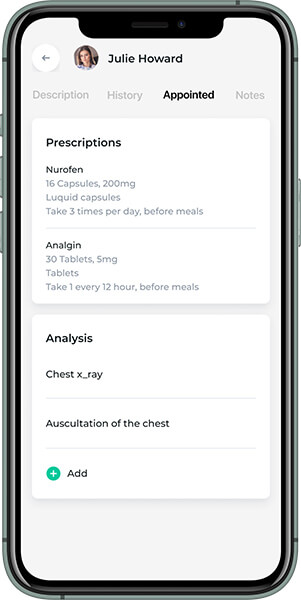 Julie Howard
Description History Appointed Notes
Prescriptions
Nurofen
16 Capsules, 200mg
Luquid capsules
Take 3 times per day, before meals
Analgin
30 Tablets, 5mg
Tablets
Take 1 every 12 hour, before meals
Analysis
Chest x_ray
Auscultation of the chest
Add